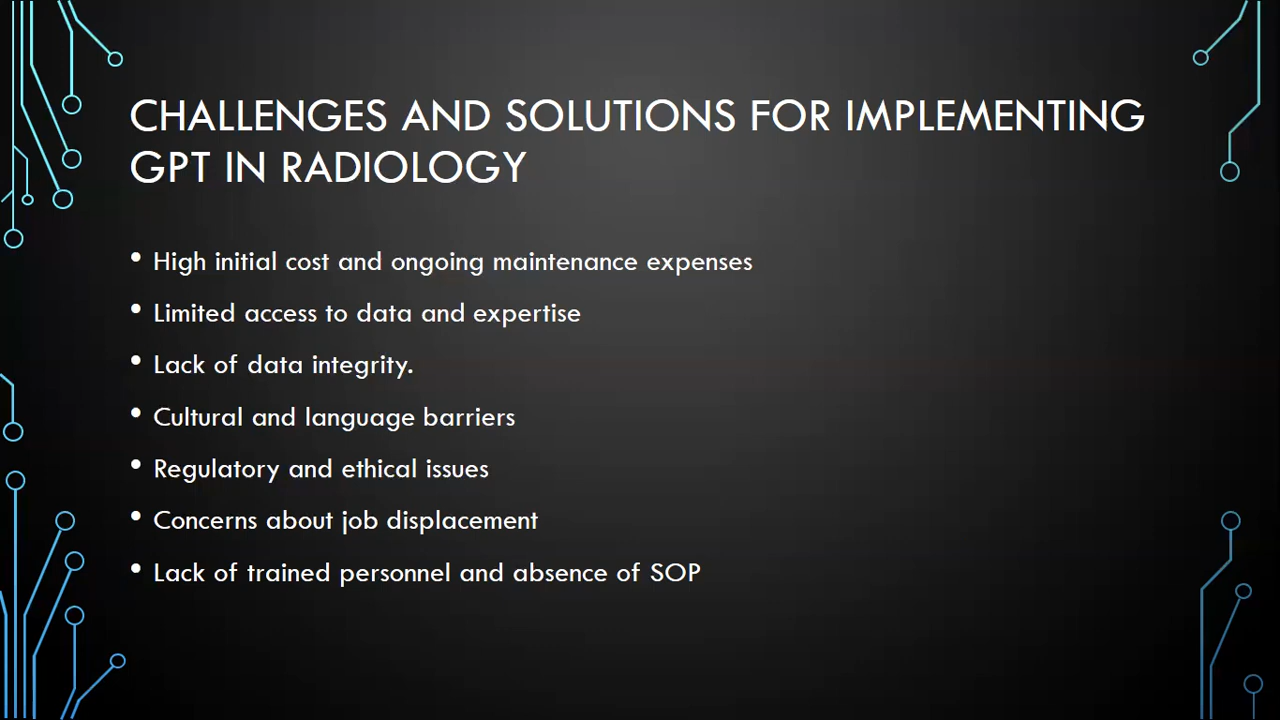 CHALLENGES AND SOLUTIONS FOR IMPLEMENTING
GPT IN RADIOLOGY
• High initial cost and ongoing maintenance expenses
• Limited access to data and expertise
• Lack of data integrity.
• Cultural and language barriers
• Regulatory and ethical issues
• Concerns about job displacement
• Lack of trained personnel and absence of SOP